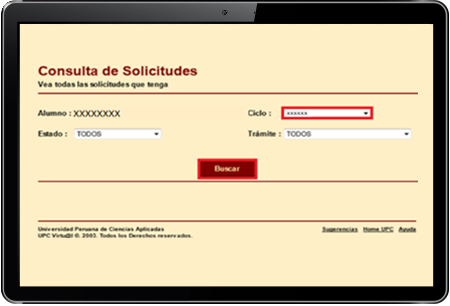 Consulta de Solicitudes
Vea todas las solicitudes que tenga
Alumno : XXXXXXXX
Ciclo : xxxxxx
Estado : TODOS
Trámite : TODOS
Buscar
Universidad Peruana de Ciencias Aplicadas
UPC Virtu@l ©. 2003. Todos los Derechos reservados.
Sugerencias Home UPC Ayuda